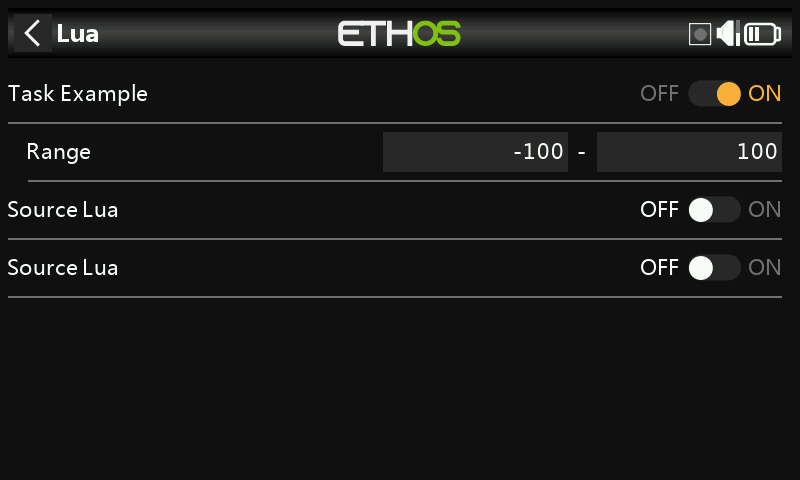 Lua ETHOS
Task Example OFF ON
Range -100 - 100
Source Lua OFF ON
Source Lua OFF ON